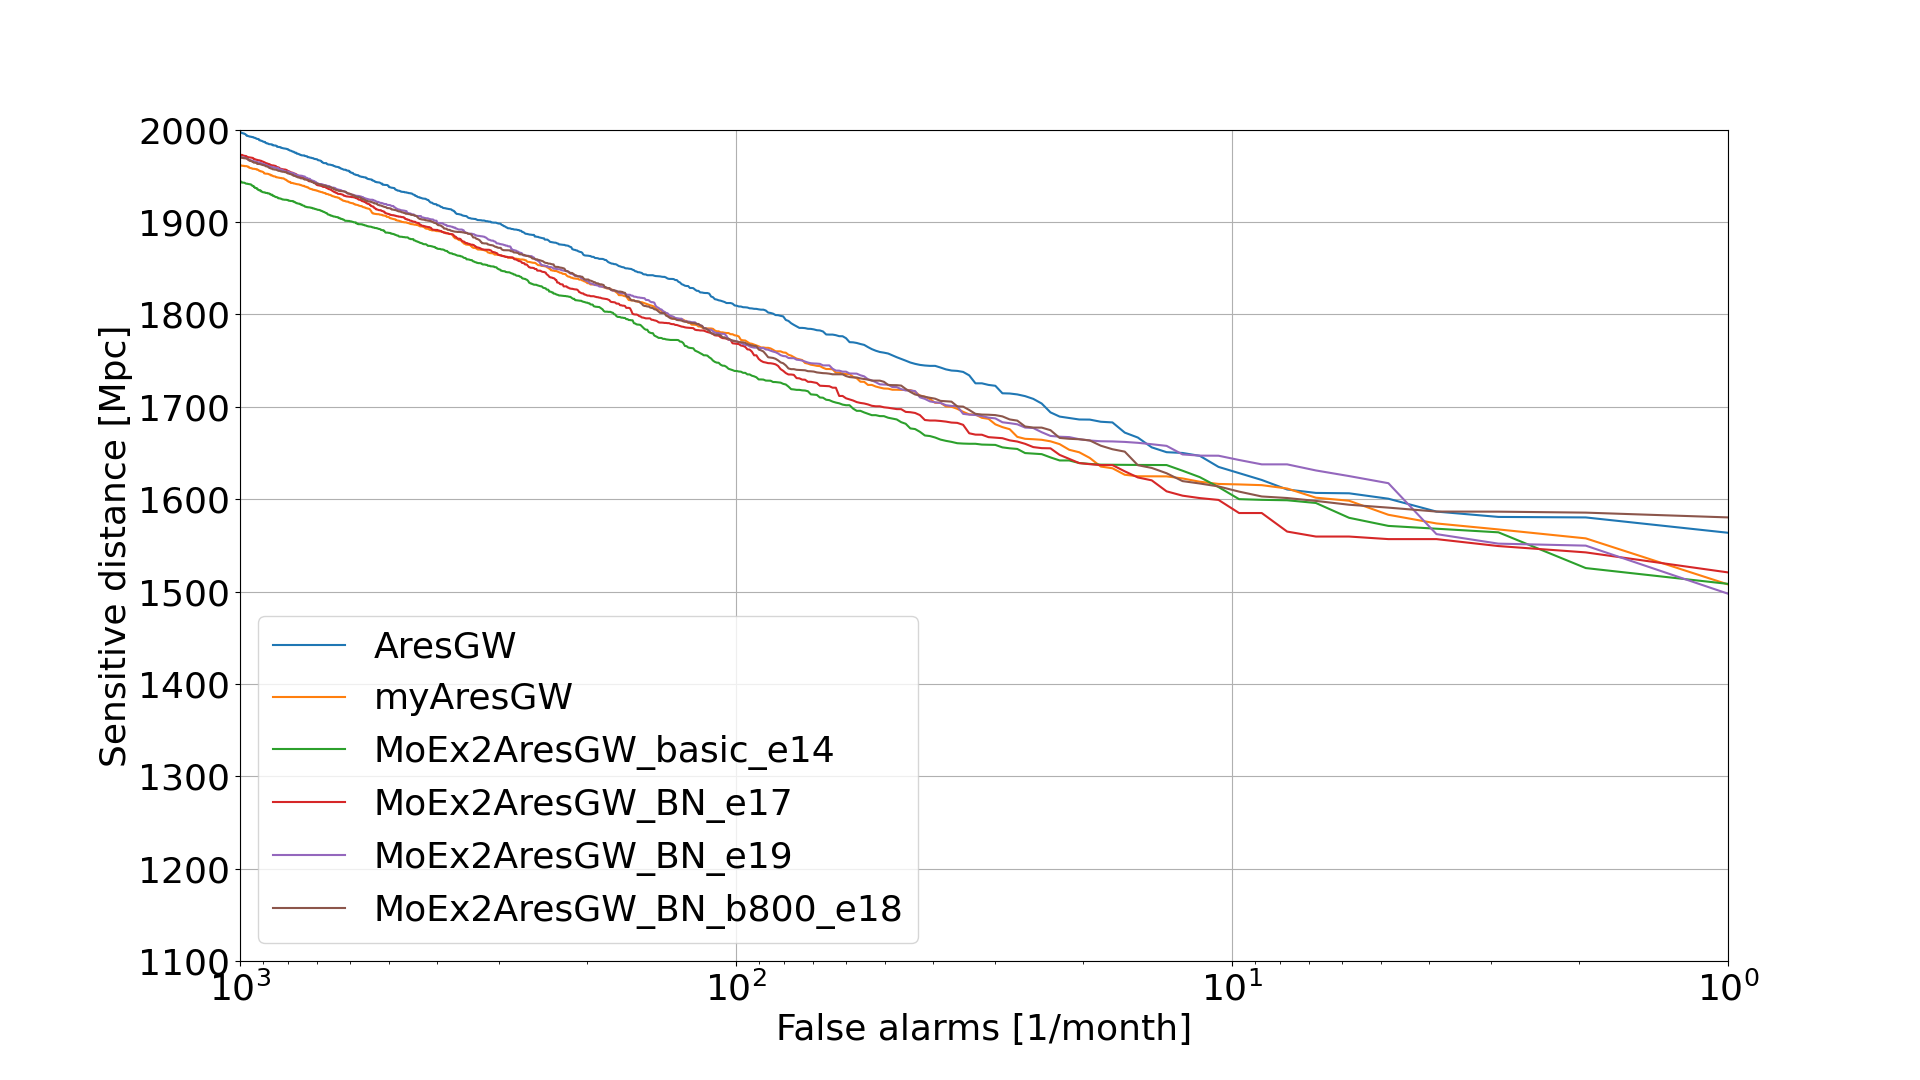 2000
1900
1800
1700
1600
1500
1400
1300
1200
1100
Sensitive distance [Mpc]
AresGW
myAresGW
MoEx2AresGW_basic_e14
MoEx2AresGW_BN_e17
MoEx2AresGW_BN_e19
MoEx2AresGW_BN_b800_e18
10³ 10² 10¹ 10⁰
False alarms [1/month]